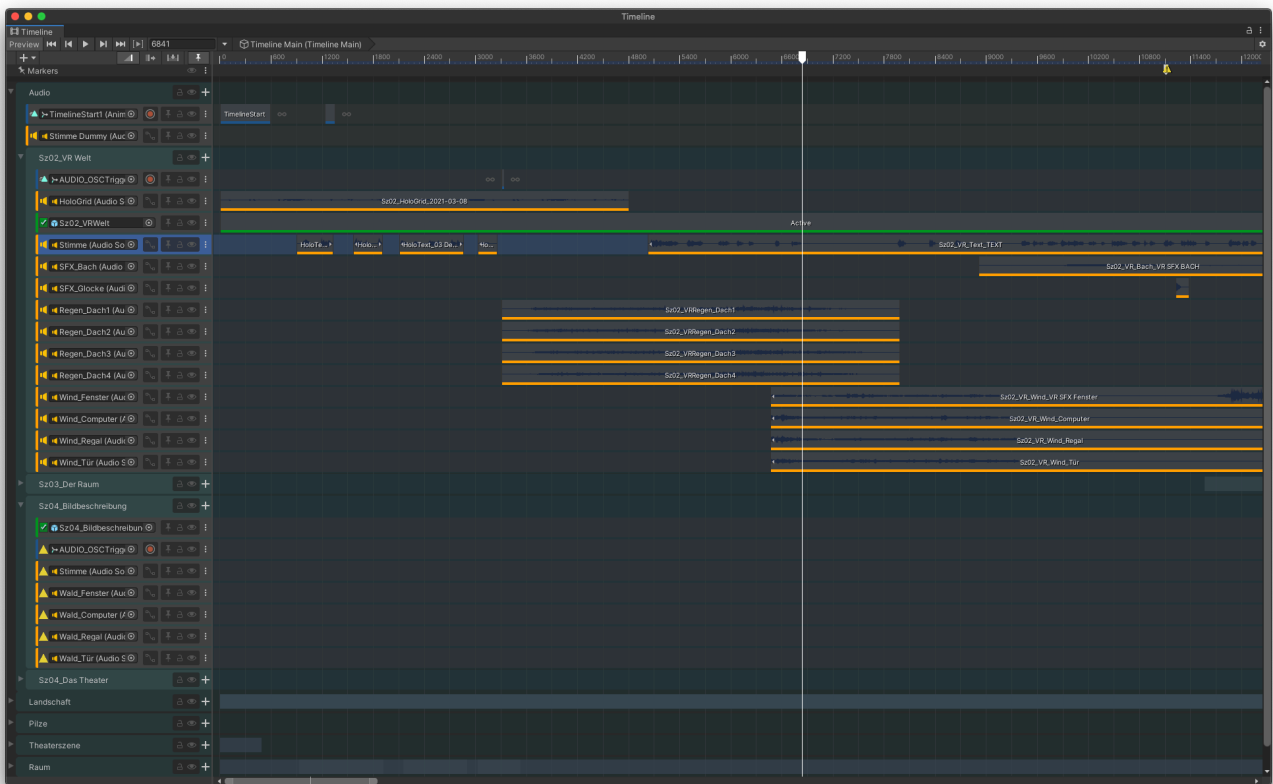 Timeline
Timeline
Preview 6841 Timeline Main (Timeline Main)
0 600 1200 1800 2400 3000 3600 4200 4800 5400 6000 6600 7200 7800 8400 9000 9600 10200 10800 11400 12000
Markers
Audio
TimelineStart1 (Anim TimelineStart
Stimme Dummy (Auc
Sz02_VR Welt
AUDIO_OSCTrigg
HoloGrid (Audio S Sz02_HoloGrid_2021-03-08
Sz02_VRWelt Active
Stimme (Audio So HoloTe... Holo... HoloText_03 De... lo... Sz02_VR_Text_TEXT
SFX_Bach (Audio Sz02_VR_Bach_VR SFX BACH
SFX_Glocke (Audi
Regen_Dach1 (Au Sz02_VRRegen_Dach1
Regen_Dach2 (Au Sz02_VRRegen_Dach2
Regen_Dach3 (Au Sz02_VRRegen_Dach3
Regen_Dach4 (Au Sz02_VRRegen_Dach4
Wind_Fenster (Au Sz02_VR_Wind_VR SFX Fenster
Wind_Computer (A Sz02_VR_Wind_Computer
Wind_Regal (Audi Sz02_VR_Wind_Regal
Wind_Tür (Audio S Sz02_VR_Wind_Tür
Sz03_Der Raum
Sz04_Bildbeschreibung
Sz04_Bildbeschreibun
AUDIO_OSCTrigg
Stimme (Audio So
Wald_Fenster (Au
Wald_Computer (A
Wald_Regal (Audi
Wald_Tür (Audio S
Sz04_Das Theater
Landschaft
Pilze
Theaterszene
Raum